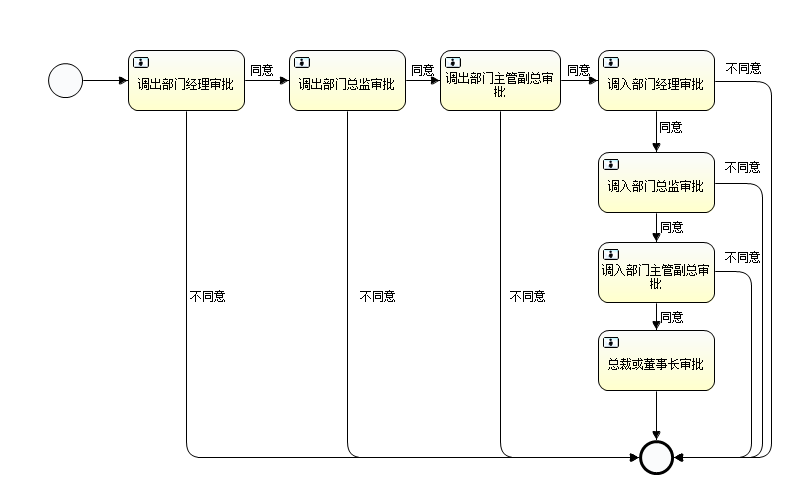 调出部门经理审批
同意
调出部门总监审批
同意
调出部门主管副总审
批
同意
调入部门经理审批
不同意
同意
调入部门总监审批
不同意
同意
调入部门主管副总审
批
不同意
同意
总裁或董事长审批
不同意
不同意
不同意